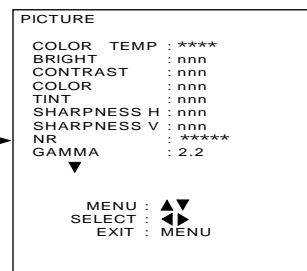 PICTURE
COLOR TEMP : ****
BRIGHT : nnn
CONTRAST : nnn
COLOR : nnn
TINT : nnn
SHARPNESS H : nnn
SHARPNESS V : nnn
NR : *****
GAMMA : 2.2
▼
MENU : ▲▼
SELECT : ◀▶
EXIT : MENU